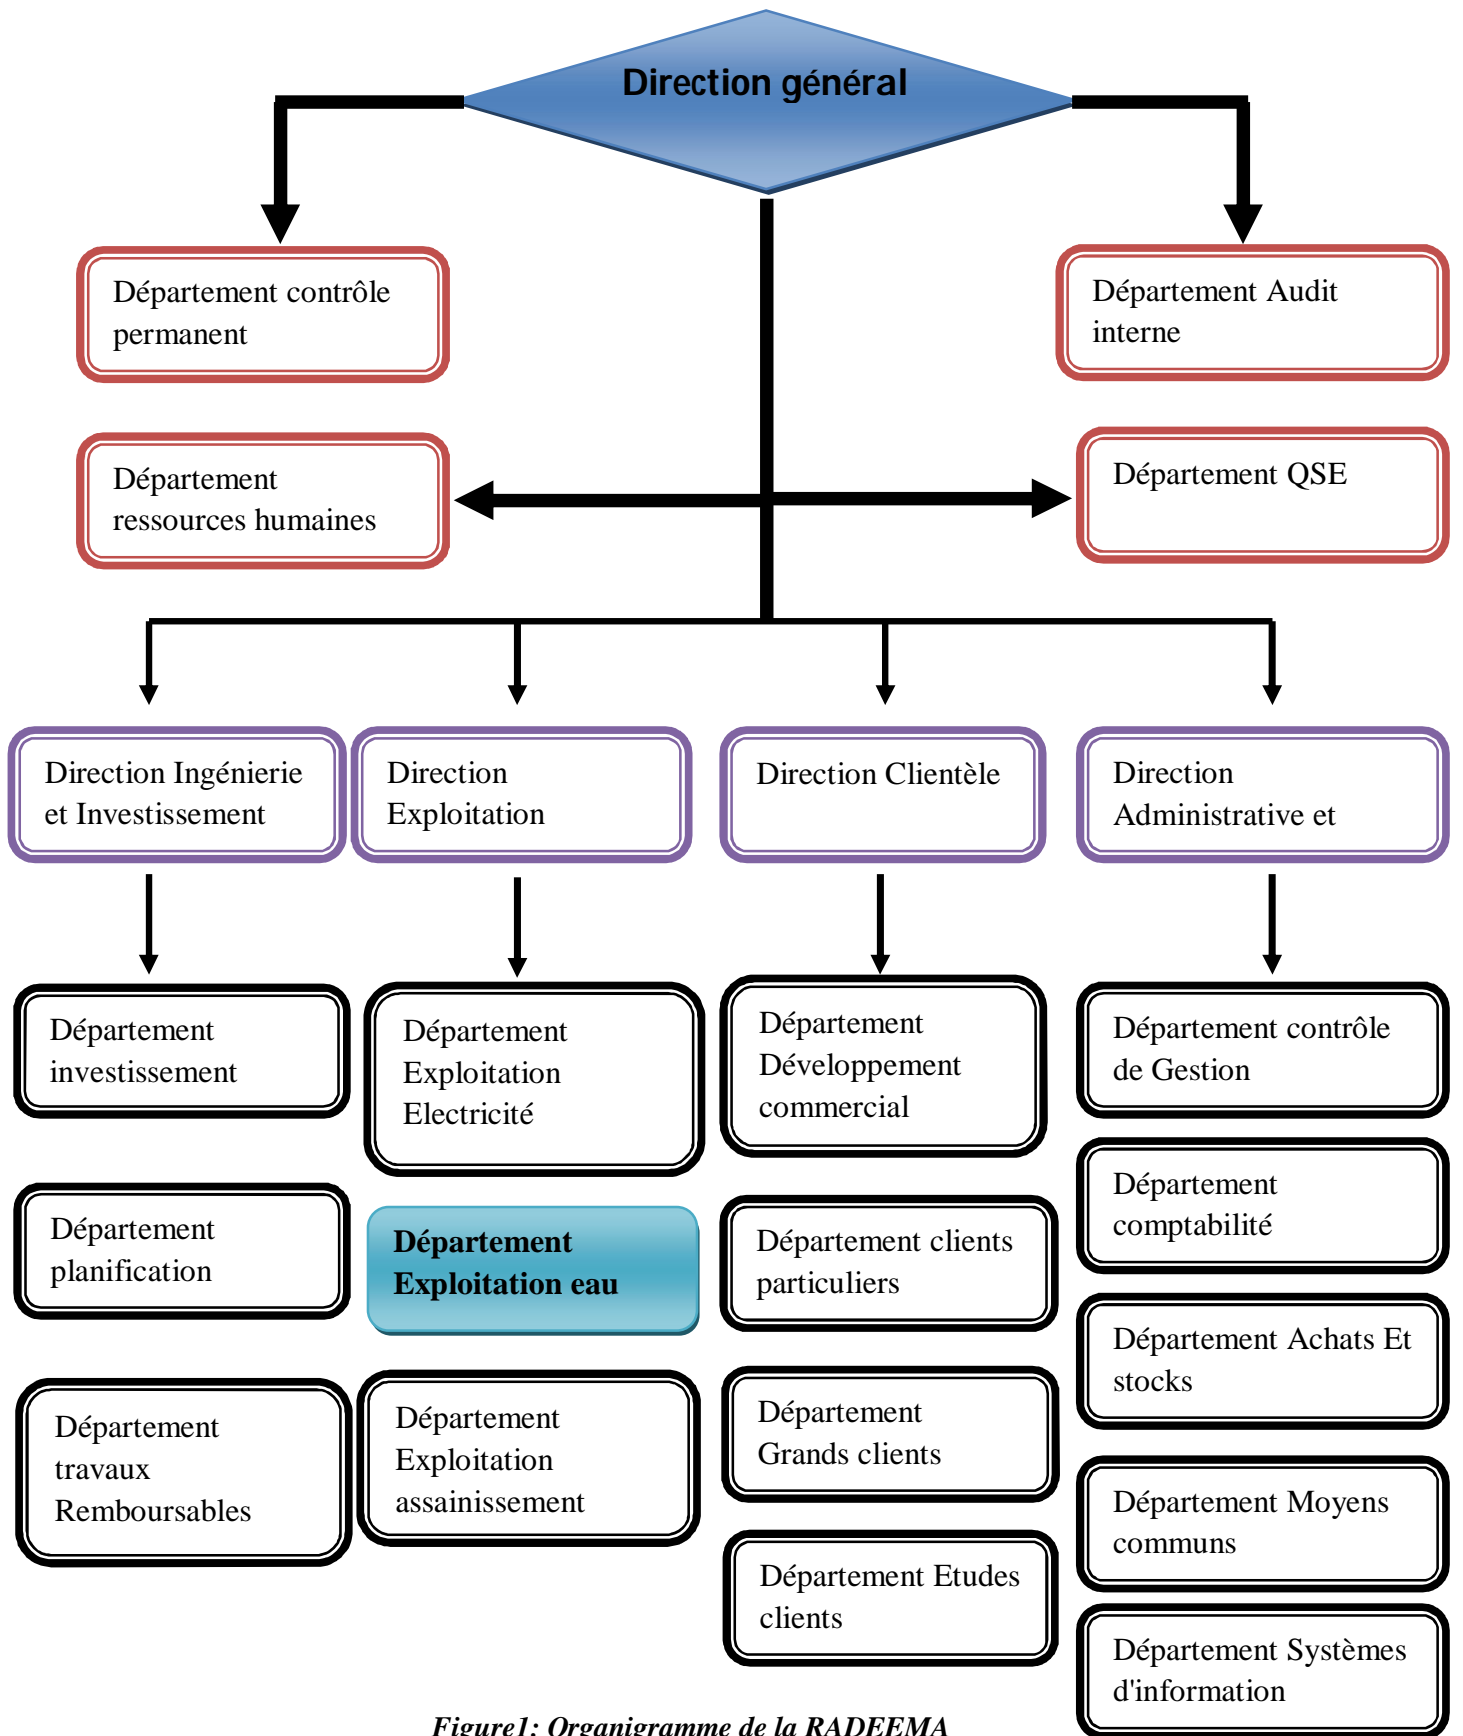 Direction général
Département contrôle
permanent
Département Audit
interne
Département
ressources humaines
Département QSE
Direction Ingénierie
et Investissement
Direction
Exploitation
Direction Clientèle
Direction
Administrative et
Département
investissement
Département
planification
Département
travaux
Remboursables
Département
Exploitation
Electricité
Département
Exploitation eau
Département
Exploitation
assainissement
Département
Développement
commercial
Département clients
particuliers
Département
Grands clients
Département Etudes
clients
Département contrôle
de Gestion
Département
comptabilité
Département Achats Et
stocks
Département Moyens
communs
Département Systèmes
d'information
Figure1: Organigramme de la RADEEMA